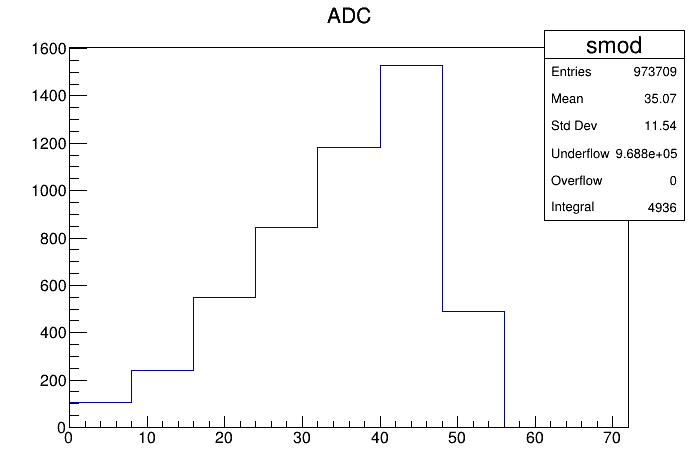 ADC
smod
Entries 973709
Mean 35.07
Std Dev 11.54
Underflow 9.688e+05
Overflow 0
Integral 4936
1600
1400
1200
1000
800
600
400
200
0
0 10 20 30 40 50 60 70